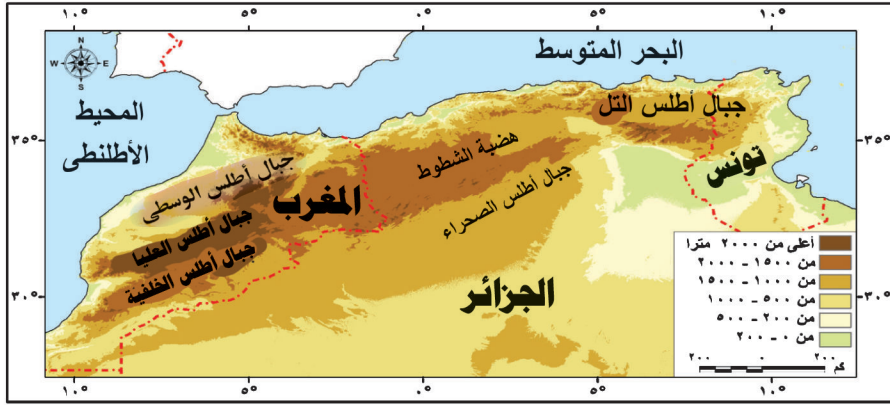 ١٠° ٥° ٠° ٥° ١٠°
N
W E
S
البحر المتوسط
المحيط
الأطلنطى
جبال أطلس التل
٣٥° ٣٥°
هضبة الشطوط
تونس
جبال أطلس الوسطى
المغرب
جبال أطلس الصحراء
جبال أطلس العليا
جبال أطلس الخلفية
الجزائر
٣٠° ٣٠°
أعلى من ٢٠٠٠ مترا
من ١٥٠٠ - ٢٠٠٠
من ١٠٠٠ - ١٥٠٠
من ٥٠٠ - ١٠٠٠
من ٢٠٠ - ٥٠٠
من ٠ - ٢٠٠
٢٠٠ ٠ ٢٠٠
كم
١٠° ٥° ٠° ٥° ١٠°